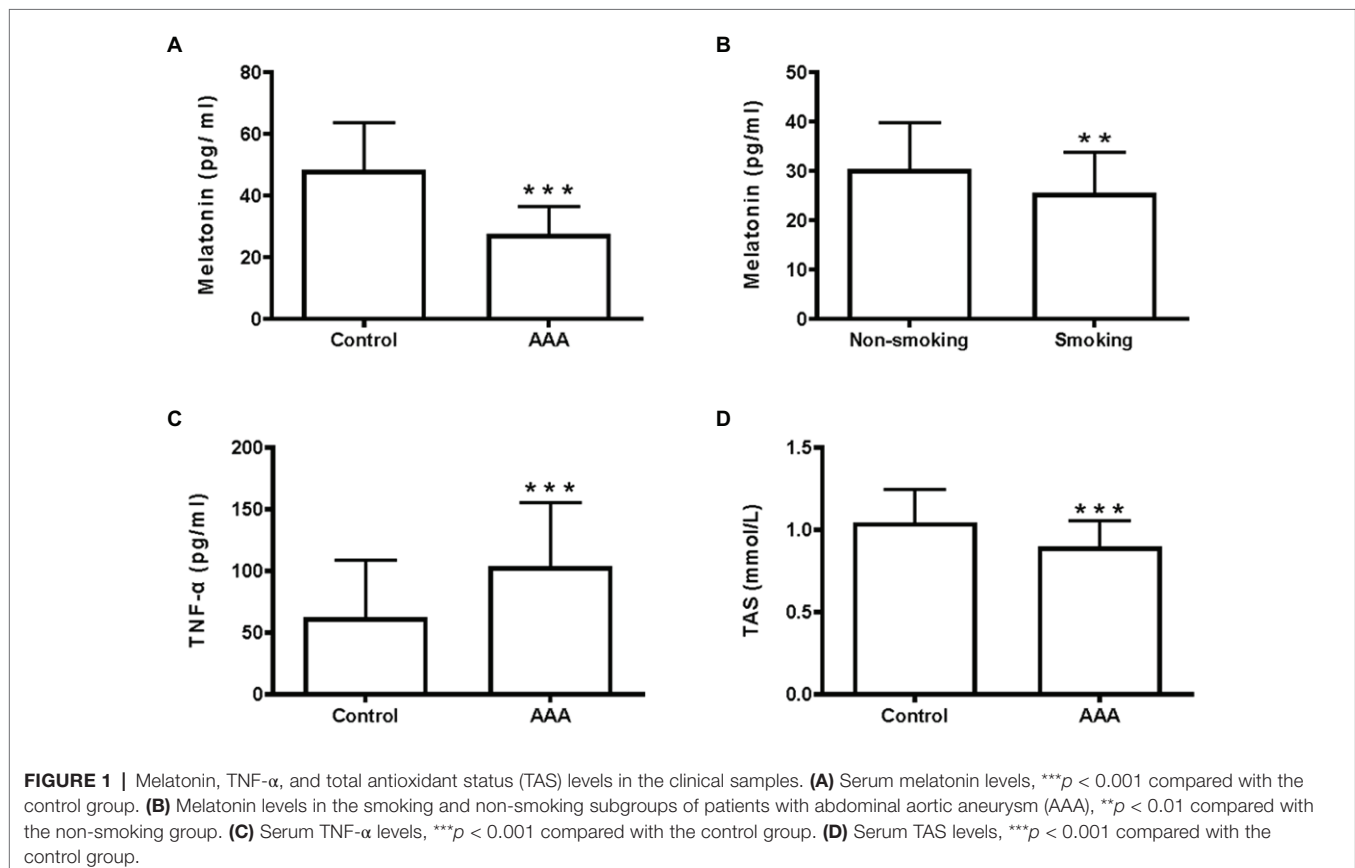 A
Melatonin (pg/ ml)
80
60
40
20
0
***
Control
AAA
B
Melatonin (pg/ml)
50
40
30
20
10
0
**
Non-smoking
Smoking
C
TNF-α (pg/ml)
200
150
100
50
0
***
Control
AAA
D
TAS (mmol/L)
1.5
1.0
0.5
0.0
***
Control
AAA
FIGURE 1 | Melatonin, TNF-α, and total antioxidant status (TAS) levels in the clinical samples. (A) Serum melatonin levels, ***p < 0.001 compared with the
control group. (B) Melatonin levels in the smoking and non-smoking subgroups of patients with abdominal aortic aneurysm (AAA), **p < 0.01 compared with
the non-smoking group. (C) Serum TNF-α levels, ***p < 0.001 compared with the control group. (D) Serum TAS levels, ***p < 0.001 compared with the
control group.